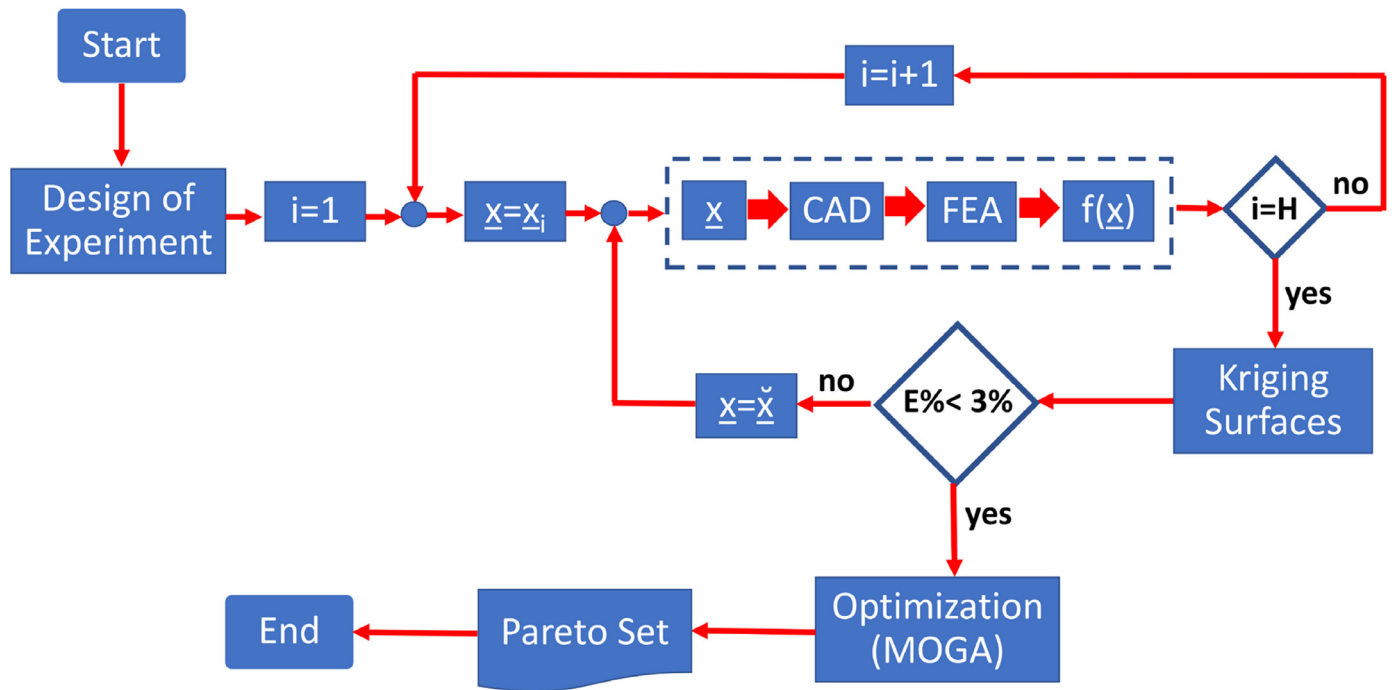 Start
i=i+1
Design of
Experiment
i=1
x̲=x̲ᵢ
x̲
CAD
FEA
f(x̲)
i=H
no
yes
Kriging
Surfaces
E%< 3%
no
x̲=x̲̆
yes
Optimization
(MOGA)
Pareto Set
End